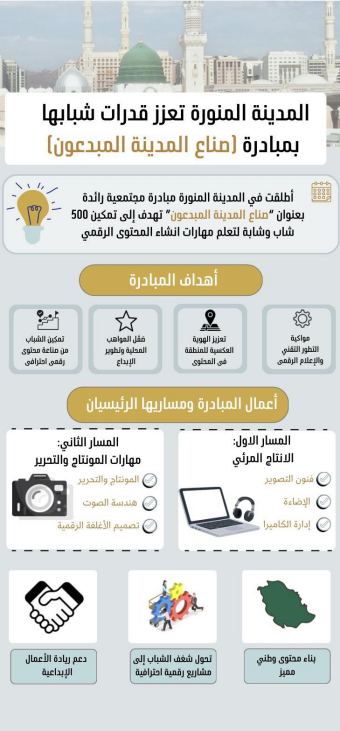 المدينة المنورة تعزز قدرات شبابها
بمبادرة (صناع المدينة المبدعون)
أطلقت في المدينة المنورة مبادرة مجتمعية رائدة
بعنوان "صناع المدينة المبدعون" تهدف إلى تمكين 500
شاب وشابة لتعلم مهارات انشاء المحتوى الرقمي
أهداف المبادرة
مواكبة
التطور التقني
والإعلام الرقمي
تعزيز الهوية
العكسية للمنطقة
في المحتوى
صقل المواهب
المحلية وتطوير
الإبداع
تمكين الشباب
من صناعة محتوى
رقمي احترافي
أعمال المبادرة ومساريها الرئيسيان
المسار الاول:
الانتاج المرئي
فنون التصوير
الإضاءة
إدارة الكاميرا
المسار الثاني:
مهارات المونتاج والتحرير
المونتاج والتحرير
هندسة الصوت
تصميم الأغلفة الرقمية
بناء محتوى وطني
مميز
تحول شغف الشباب إلى
مشاريع رقمية احترافية
دعم ريادة الأعمال
الإبداعية